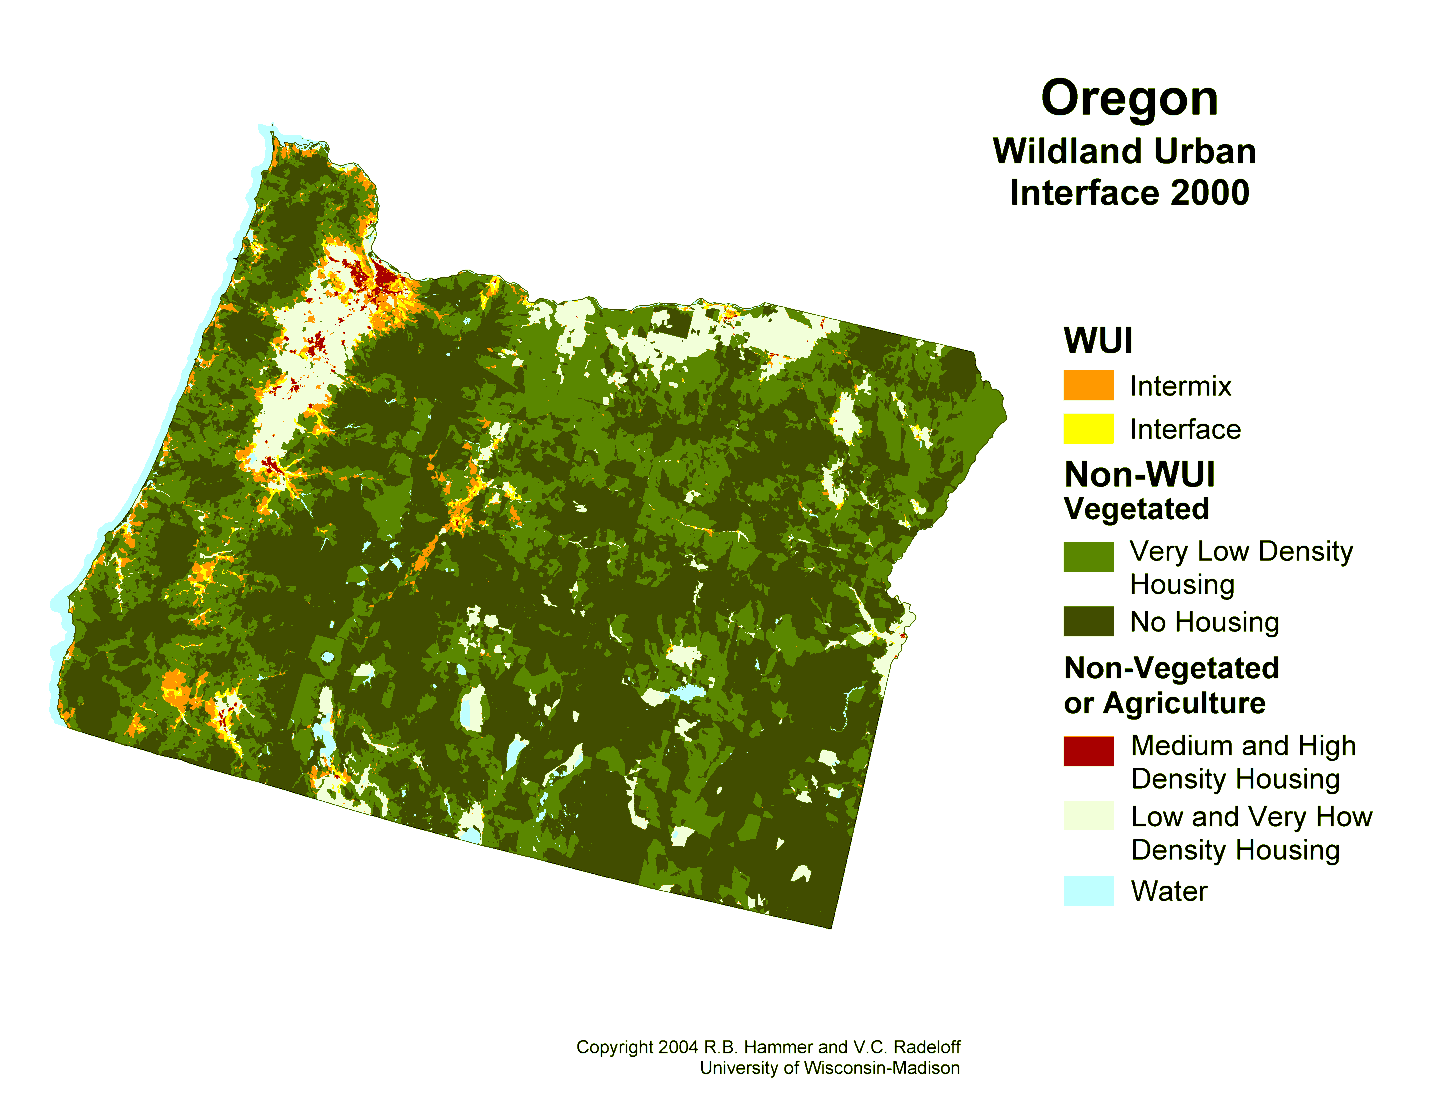 Oregon
Wildland Urban
Interface 2000
WUI
Intermix
Interface
Non-WUI
Vegetated
Very Low Density
Housing
No Housing
Non-Vegetated
or Agriculture
Medium and High
Density Housing
Low and Very How
Density Housing
Water
Copyright 2004 R.B. Hammer and V.C. Radeloff
University of Wisconsin-Madison